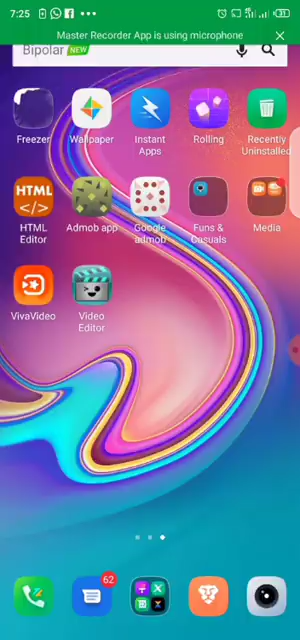 7:25
Master Recorder App is using microphone
Bipolar NEW
Freezer Wallpaper Instant Apps Rolling Recently Uninstalled
HTML </>
HTML Editor Admob app Google admob Funs & Casuals Media
VivaVideo Video Editor
62